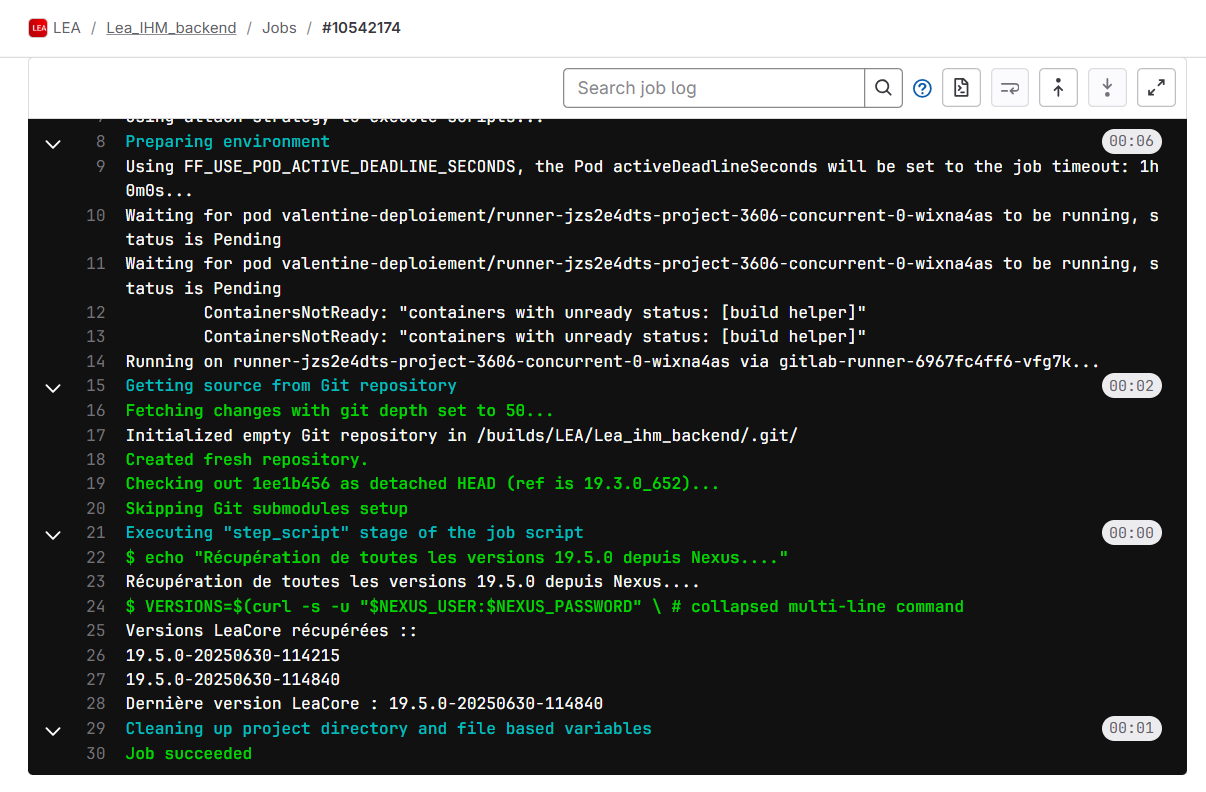 LEA LEA / Lea_IHM_backend / Jobs / #10542174
Search job log
7 Using attach strategy to execute scripts...
8 Preparing environment 00:06
9 Using FF_USE_POD_ACTIVE_DEADLINE_SECONDS, the Pod activeDeadlineSeconds will be set to the job timeout: 1h
0m0s...
10 Waiting for pod valentine-deploiement/runner-jzs2e4dts-project-3606-concurrent-0-wixna4as to be running, s
tatus is Pending
11 Waiting for pod valentine-deploiement/runner-jzs2e4dts-project-3606-concurrent-0-wixna4as to be running, s
tatus is Pending
12 ContainersNotReady: "containers with unready status: [build helper]"
13 ContainersNotReady: "containers with unready status: [build helper]"
14 Running on runner-jzs2e4dts-project-3606-concurrent-0-wixna4as via gitlab-runner-6967fc4ff6-vfg7k...
15 Getting source from Git repository 00:02
16 Fetching changes with git depth set to 50...
17 Initialized empty Git repository in /builds/LEA/Lea_ihm_backend/.git/
18 Created fresh repository.
19 Checking out 1ee1b456 as detached HEAD (ref is 19.3.0_652)...
20 Skipping Git submodules setup
21 Executing "step_script" stage of the job script 00:00
22 $ echo "Récupération de toutes les versions 19.5.0 depuis Nexus...."
23 Récupération de toutes les versions 19.5.0 depuis Nexus....
24 $ VERSIONS=$(curl -s -u "$NEXUS_USER:$NEXUS_PASSWORD" \ # collapsed multi-line command
25 Versions LeaCore récupérées ::
26 19.5.0-20250630-114215
27 19.5.0-20250630-114840
28 Dernière version LeaCore : 19.5.0-20250630-114840
29 Cleaning up project directory and file based variables 00:01
30 Job succeeded